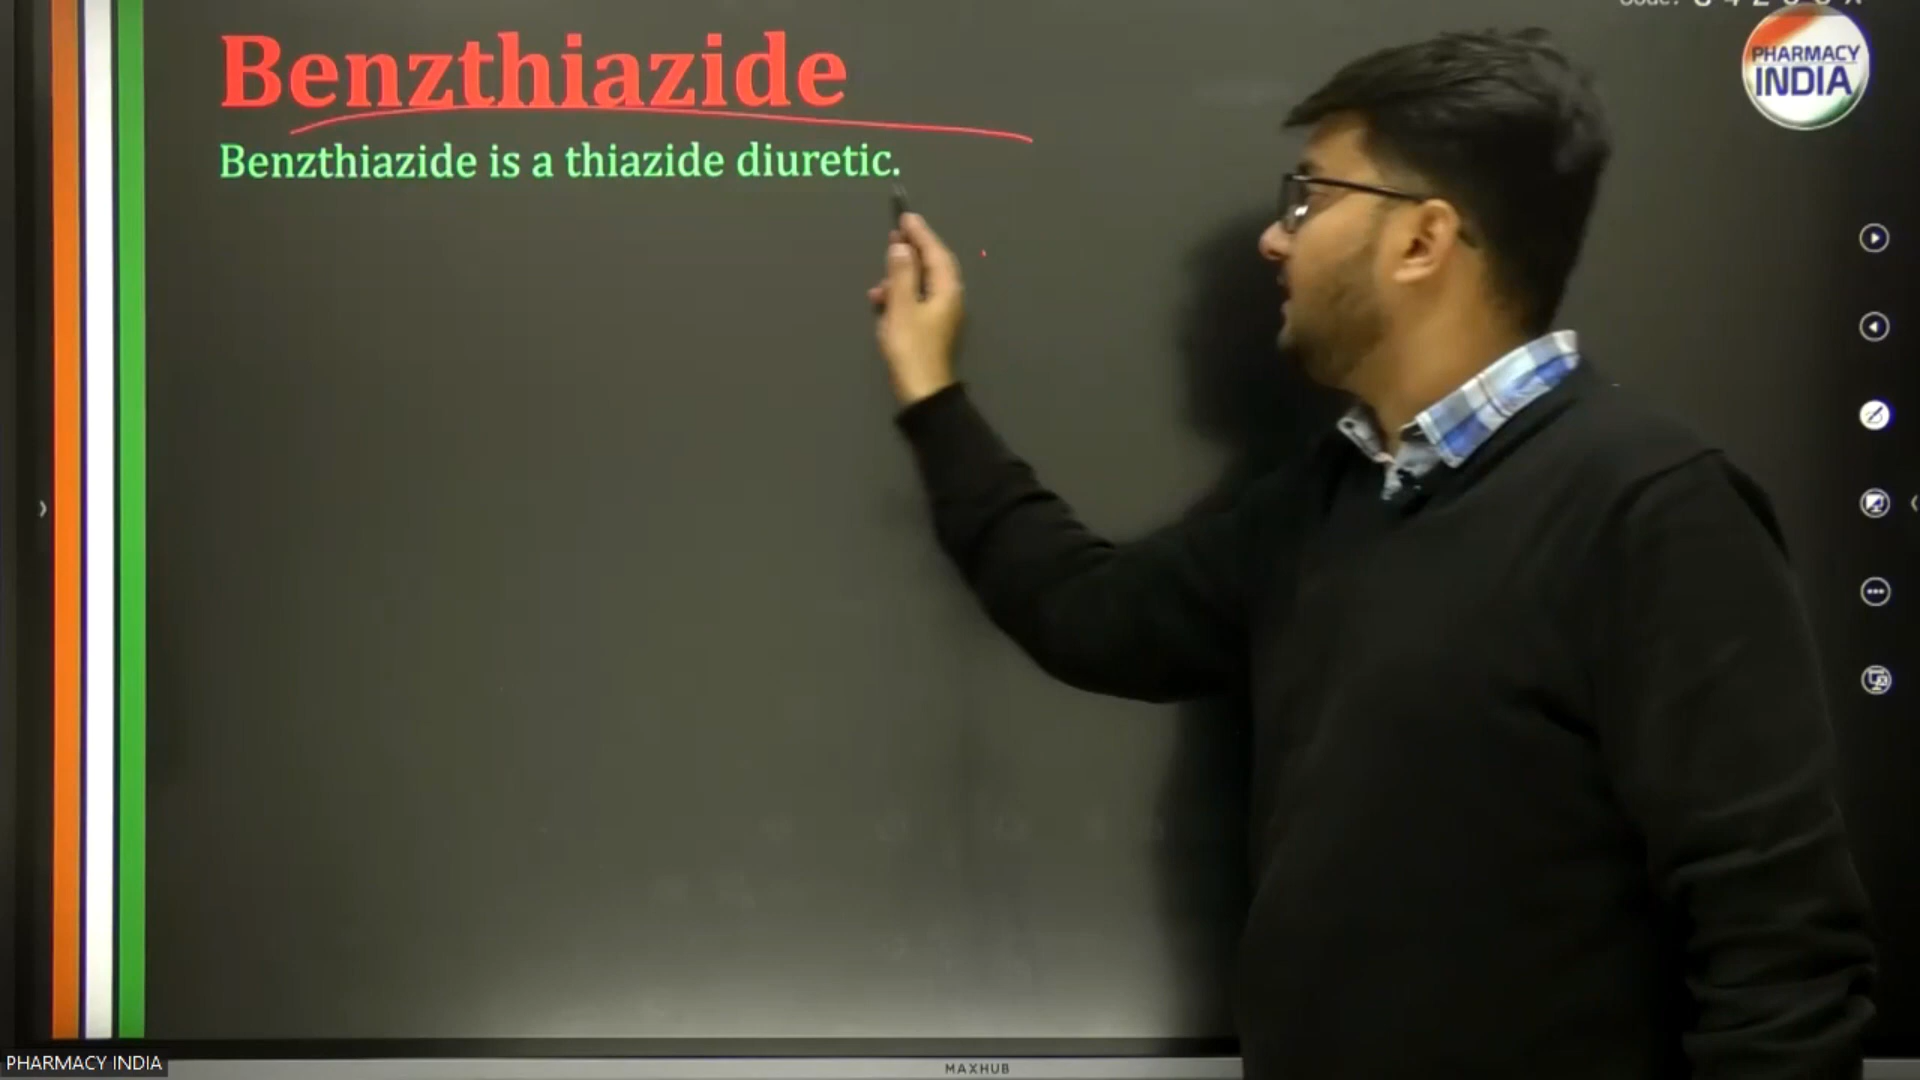 Benzthiazide
Benzthiazide is a thiazide diuretic.
PHARMACY
INDIA
PHARMACY INDIA
MAXHUB